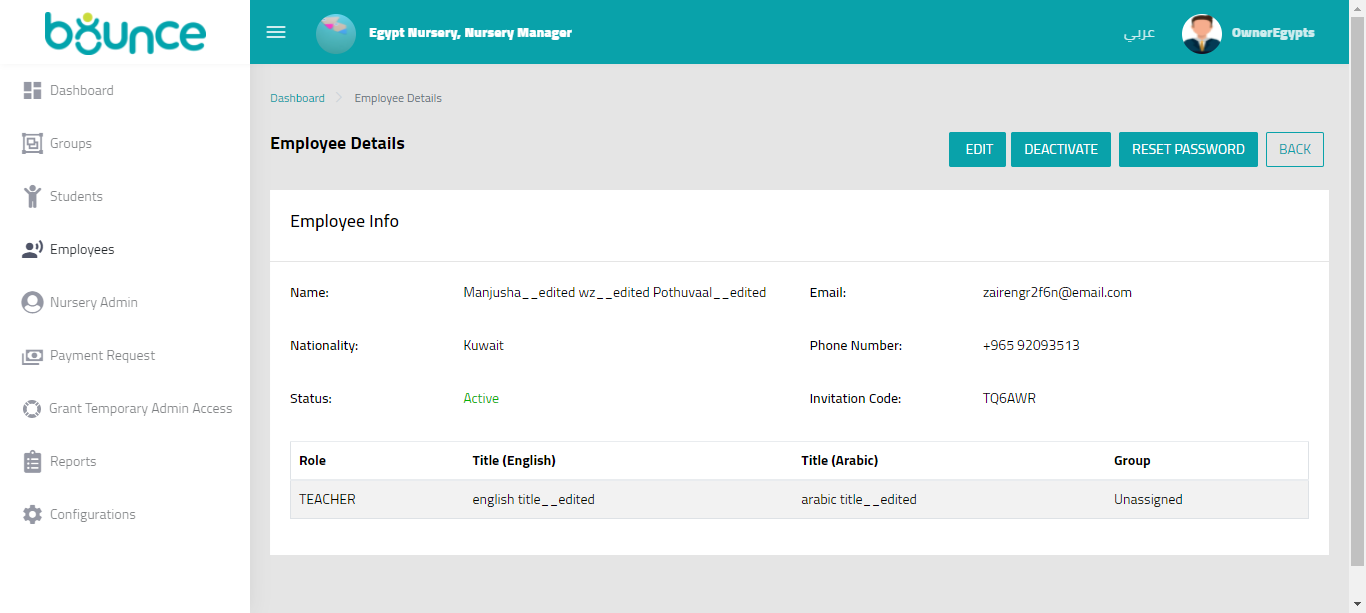 bounce
Egypt Nursery, Nursery Manager
عربي
OwnerEgypts
Dashboard
Groups
Students
Employees
Nursery Admin
Payment Request
Grant Temporary Admin Access
Reports
Configurations
Dashboard
Employee Details
Employee Details
EDIT
DEACTIVATE
RESET PASSWORD
BACK
Employee Info
Name: Manjusha__edited wz__edited Pothuvaal__edited Email: zairengr2f6n@email.com
Nationality: Kuwait Phone Number: +965 92093513
Status: Active Invitation Code: TQ6AWR
Role Title (English) Title (Arabic) Group
TEACHER english title__edited arabic title__edited Unassigned